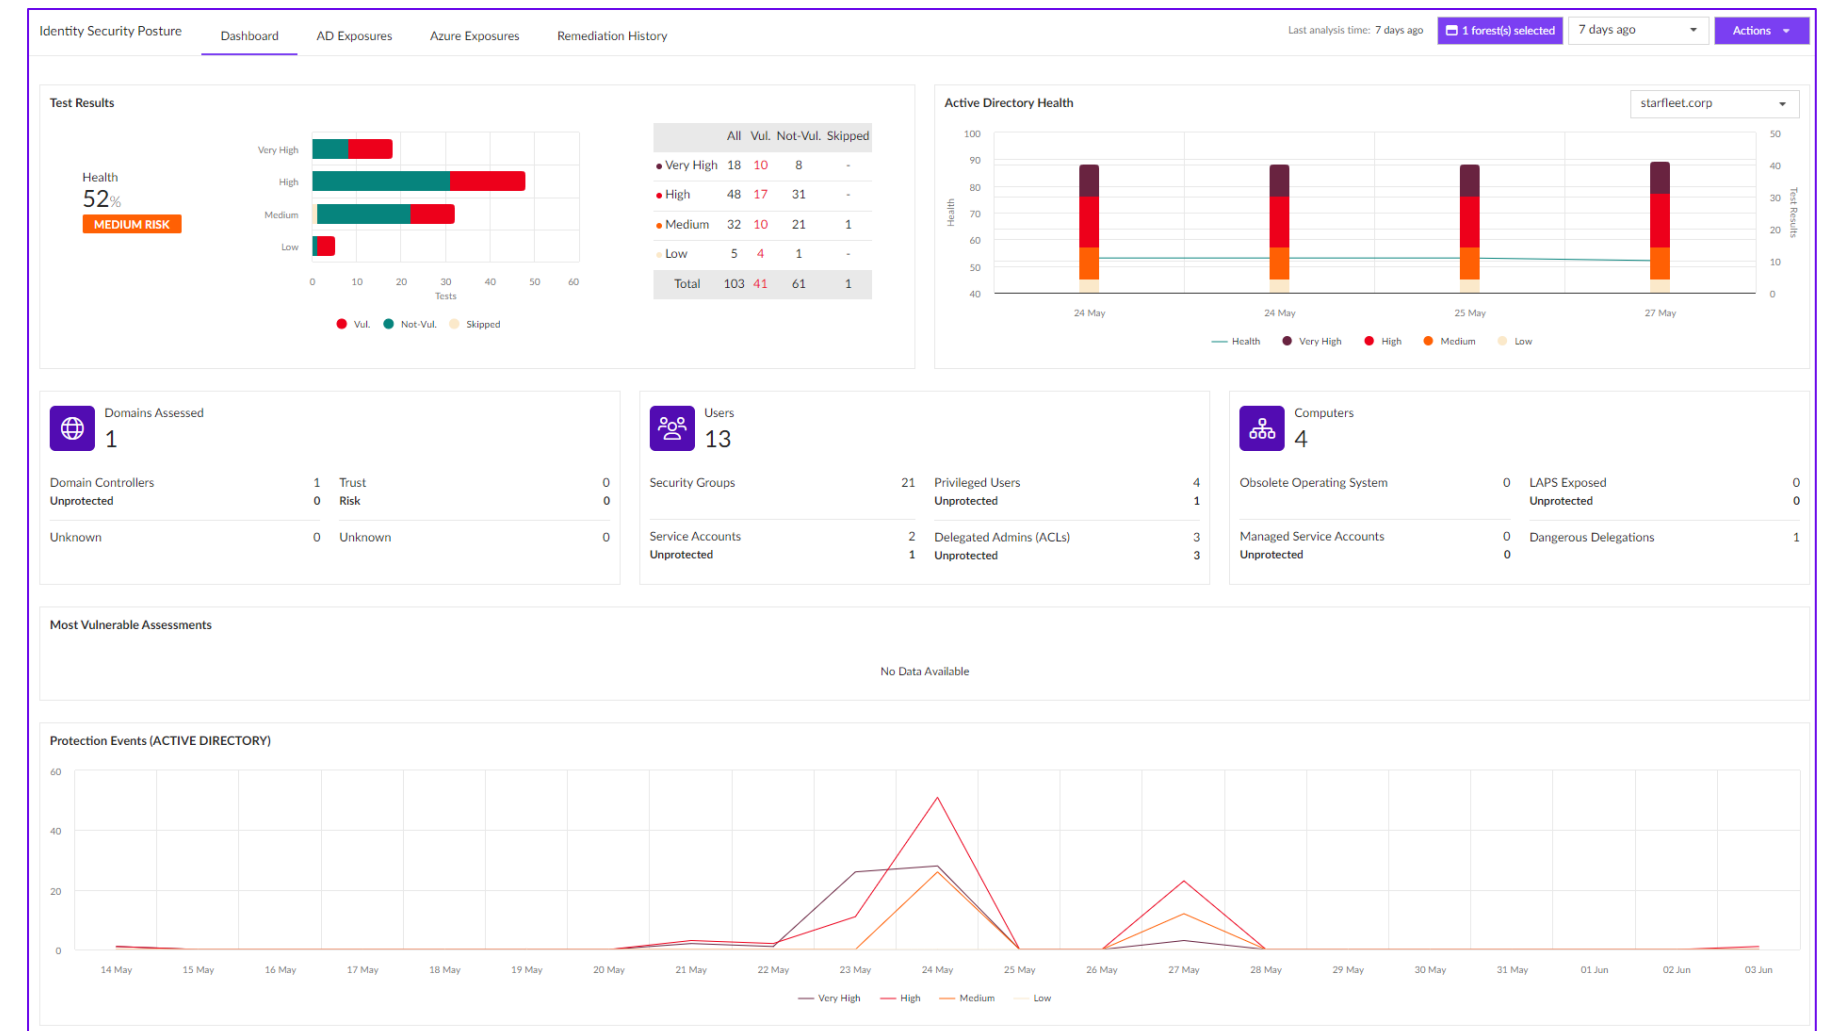 Identity Security Posture
Dashboard
AD Exposures
Azure Exposures
Remediation History
Last analysis time: 7 days ago
1 forest(s) selected
7 days ago
Actions
Test Results
Health
52%
MEDIUM RISK
Very High
High
Medium
Low
0 10 20 30 40 50 60
Tests
Vul. Not-Vul. Skipped
All Vul. Not-Vul. Skipped
Very High 18 10 8 -
High 48 17 31 -
Medium 32 10 21 1
Low 5 4 1 -
Total 103 41 61 1
Active Directory Health
starfleet.corp
100
90
80
70
60
50
40
Health
50
40
30
20
10
0
Test Results
24 May 24 May 25 May 27 May
Health Very High High Medium Low
Domains Assessed
1
Domain Controllers 1
Unprotected 0
Trust 0
Risk 0
Unknown 0
Unknown 0
Users
13
Security Groups 21
Privileged Users 4
Unprotected 1
Service Accounts 2
Unprotected 1
Delegated Admins (ACLs) 3
Unprotected 3
Computers
4
Obsolete Operating System 0
LAPS Exposed 0
Unprotected 0
Managed Service Accounts 0
Unprotected 0
Dangerous Delegations 1
Most Vulnerable Assessments
No Data Available
Protection Events (ACTIVE DIRECTORY)
60
40
20
0
14 May 15 May 16 May 17 May 18 May 19 May 20 May 21 May 22 May 23 May 24 May 25 May 26 May 27 May 28 May 29 May 30 May 31 May 01 Jun 02 Jun 03 Jun
Very High High Medium Low